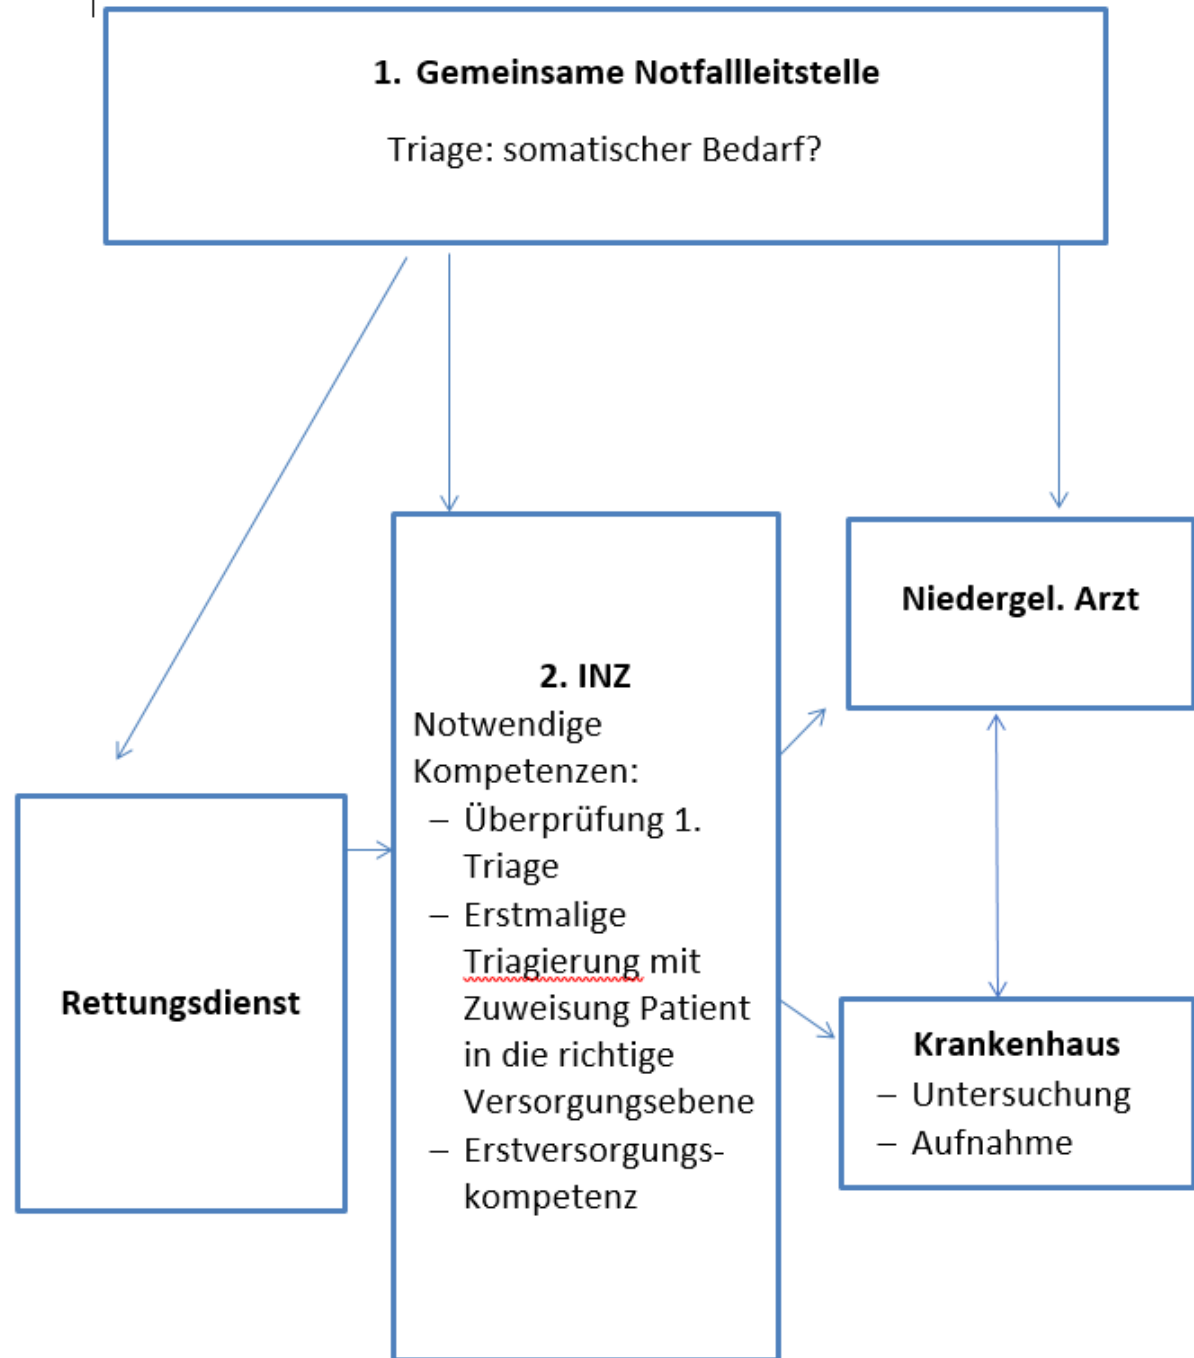 1. Gemeinsame Notfallleitstelle
Triage: somatischer Bedarf?
Niedergel. Arzt
2. INZ
Notwendige
Kompetenzen:
– Überprüfung 1.
Triage
– Erstmalige
Triagierung mit
Zuweisung Patient
in die richtige
Versorgungsebene
– Erstversorgungs-
kompetenz
Rettungsdienst
Krankenhaus
– Untersuchung
– Aufnahme